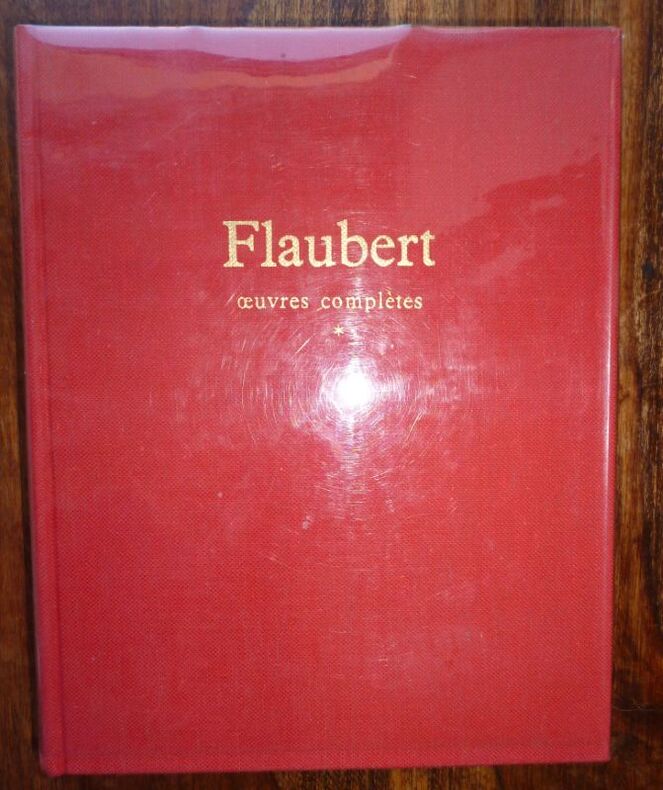 Flaubert
œuvres complètes
*